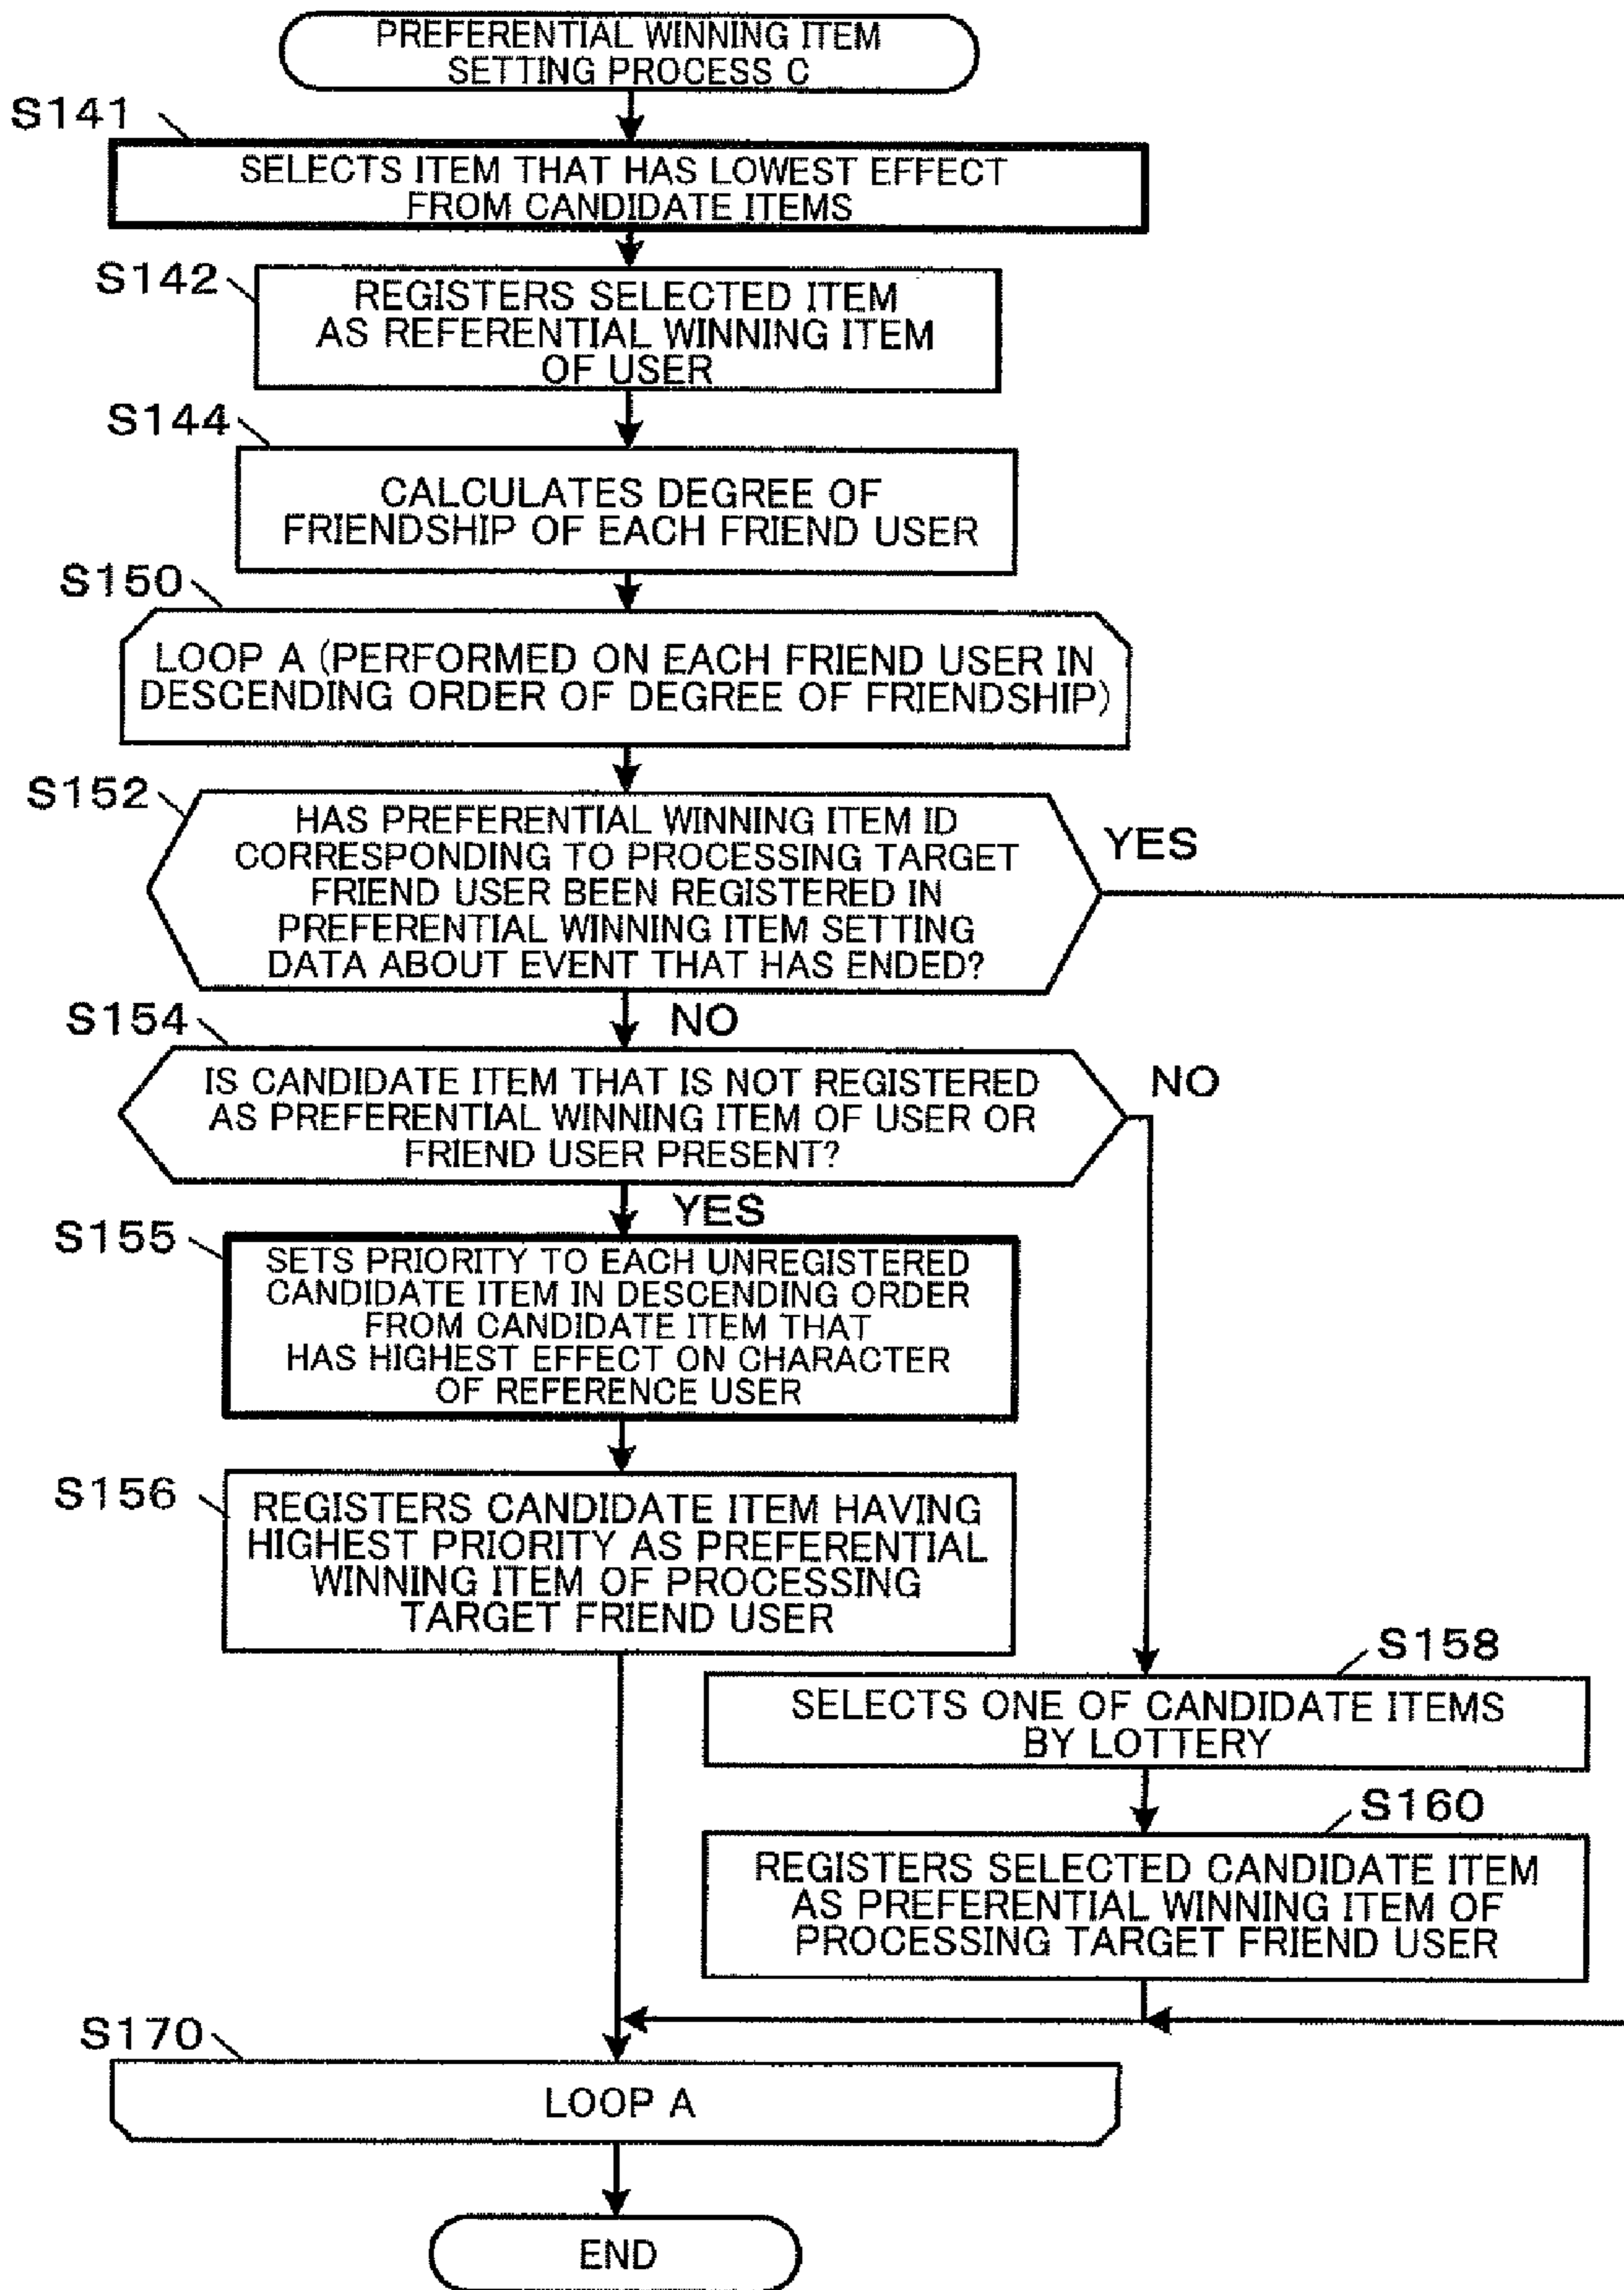 PREFERENTIAL WINNING ITEM
SETTING PROCESS C
S141
SELECTS ITEM THAT HAS LOWEST EFFECT
FROM CANDIDATE ITEMS
S142
REGISTERS SELECTED ITEM
AS REFERENTIAL WINNING ITEM
OF USER
S144
CALCULATES DEGREE OF
FRIENDSHIP OF EACH FRIEND USER
S150
LOOP A (PERFORMED ON EACH FRIEND USER IN
DESCENDING ORDER OF DEGREE OF FRIENDSHIP)
S152
HAS PREFERENTIAL WINNING ITEM ID
CORRESPONDING TO PROCESSING TARGET
FRIEND USER BEEN REGISTERED IN
PREFERENTIAL WINNING ITEM SETTING
DATA ABOUT EVENT THAT HAS ENDED?
YES
NO
S154
IS CANDIDATE ITEM THAT IS NOT REGISTERED
AS PREFERENTIAL WINNING ITEM OF USER OR
FRIEND USER PRESENT?
NO
YES
S155
SETS PRIORITY TO EACH UNREGISTERED
CANDIDATE ITEM IN DESCENDING ORDER
FROM CANDIDATE ITEM THAT
HAS HIGHEST EFFECT ON CHARACTER
OF REFERENCE USER
S156
REGISTERS CANDIDATE ITEM HAVING
HIGHEST PRIORITY AS PREFERENTIAL
WINNING ITEM OF PROCESSING
TARGET FRIEND USER
S158
SELECTS ONE OF CANDIDATE ITEMS
BY LOTTERY
S160
REGISTERS SELECTED CANDIDATE ITEM
AS PREFERENTIAL WINNING ITEM OF
PROCESSING TARGET FRIEND USER
S170
LOOP A
END